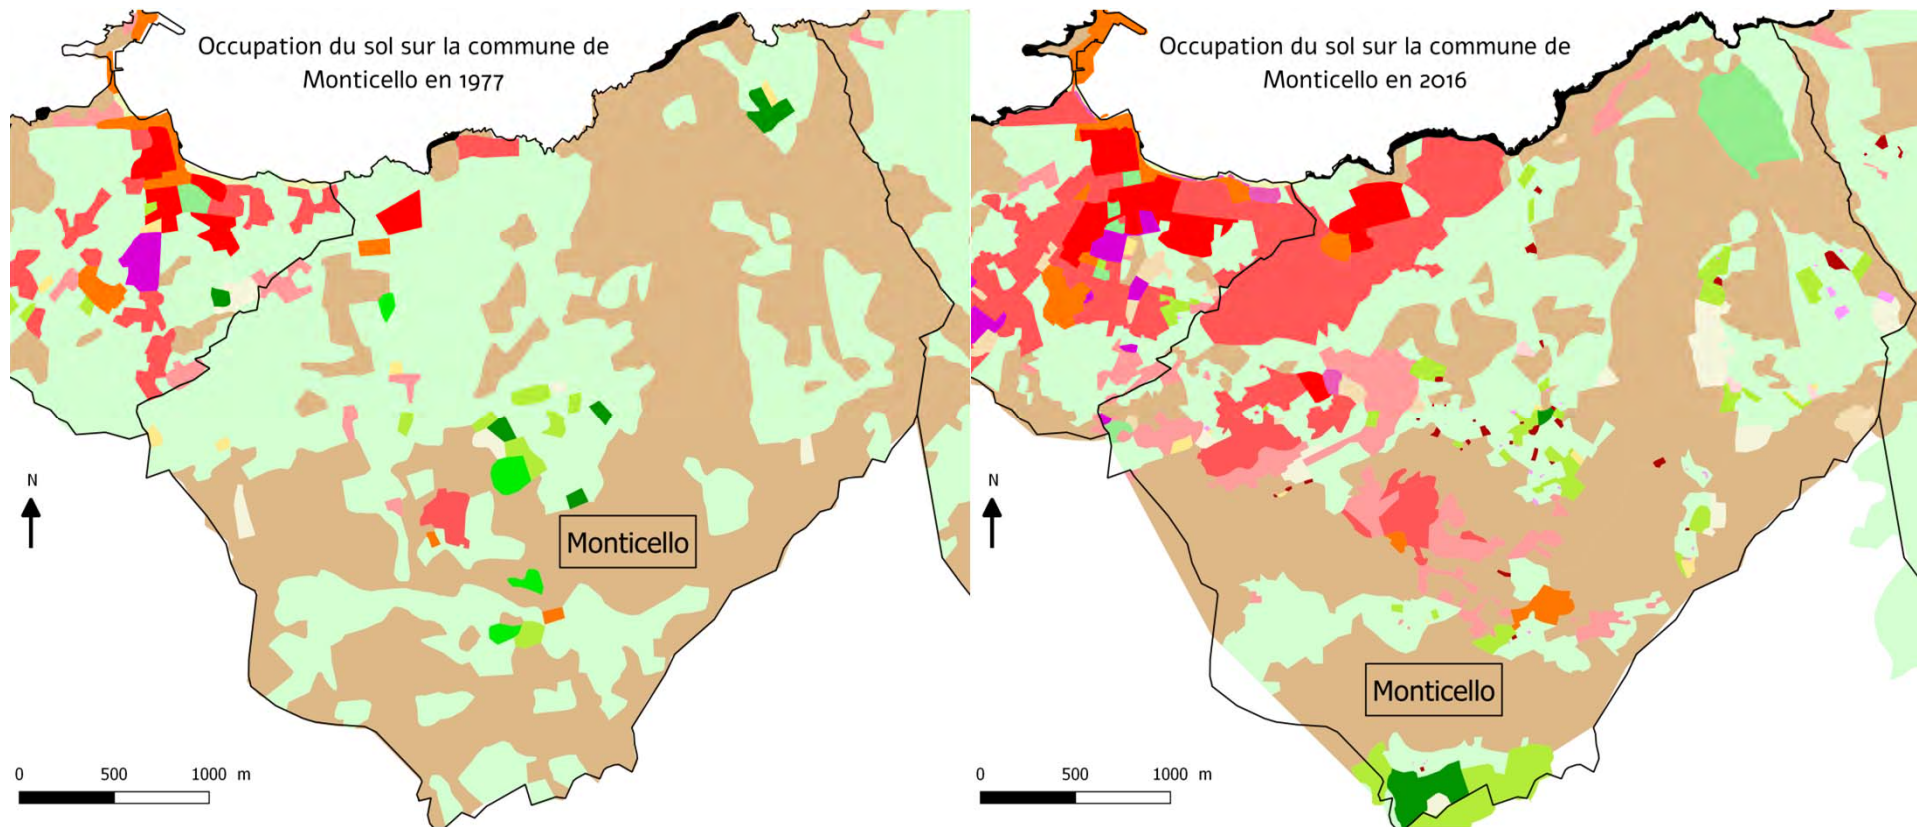 Occupation du sol sur la commune de
Monticello en 1977
N
Monticello
0 500 1000 m
Occupation du sol sur la commune de
Monticello en 2016
N
Monticello
0 500 1000 m